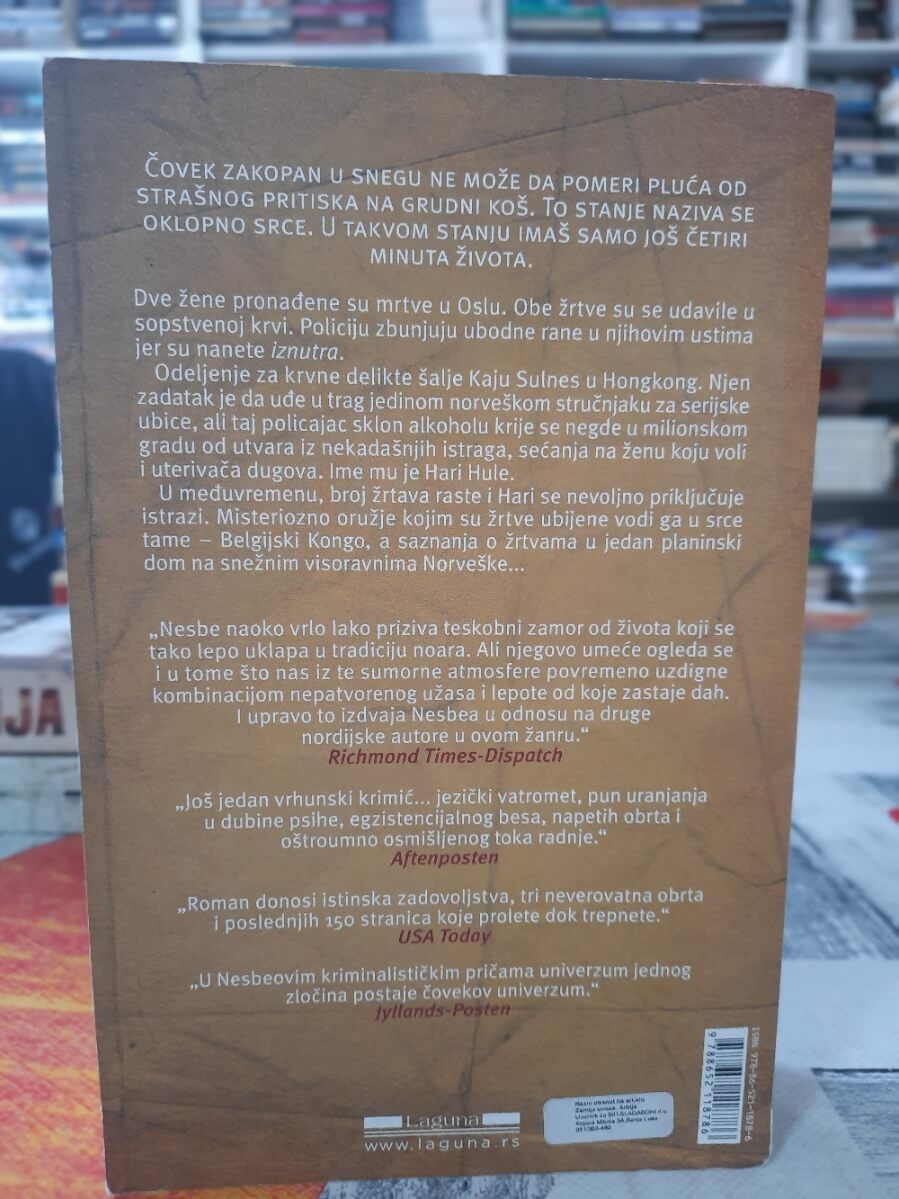 ČOVEK ZAKOPAN U SNEGU NE MOŽE DA POMERI PLUĆA OD
STRAŠNOG PRITISKA NA GRUDNI KOŠ. TO STANJE NAZIVA SE
OKLOPNO SRCE. U TAKVOM STANJU IMAŠ SAMO JOŠ ČETIRI
MINUTA ŽIVOTA.
Dve žene pronađene su mrtve u Oslu. Obe žrtve su se udavile u
sopstvenoj krvi. Policiju zbunjuju ubodne rane u njihovim ustima
jer su nanete iznutra.
Odeljenje za krvne delikte šalje Kaju Sulnes u Hongkong. Njen
zadatak je da uđe u trag jedinom norveškom stručnjaku za serijske
ubice, ali taj policajac sklon alkoholu krije se negde u milionskom
gradu od utvara iz nekadašnjih istraga, sećanja na ženu koju voli
i uterivača dugova. Ime mu je Hari Hule.
U međuvremenu, broj žrtava raste i Hari se nevoljno priključuje
istrazi. Misteriozno oružje kojim su žrtve ubijene vodi ga u srce
tame – Belgijski Kongo, a saznanja o žrtvama u jedan planinski
dom na snežnim visoravnima Norveške...
„Nesbe naoko vrlo lako priziva teskobni zamor od života koji se
tako lepo uklapa u tradiciju noara. Ali njegovo umeće ogleda se
i u tome što nas iz te sumorne atmosfere povremeno uzdigne
kombinacijom nepatvorenog užasa i lepote od koje zastaje dah.
I upravo to izdvaja Nesbea u odnosu na druge
nordijske autore u ovom žanru.“
Richmond Times-Dispatch
„Još jedan vrhunski krimić... jezički vatromet, pun uranjanja
u dubine psihe, egzistencijalnog besa, napetih obrta i
oštroumno osmišljenog toka radnje.“
Aftenposten
„Roman donosi istinska zadovoljstva, tri neverovatna obrta
i poslednjih 150 stranica koje prolete dok trepnete.“
USA Today
„U Nesbeovim kriminalističkim pričama univerzum jednog
zločina postaje čovekov univerzum.“
Jyllands-Posten
Laguna
www.laguna.rs
ISBN 978-86-521-1878-6
9 788652 118786
IJA